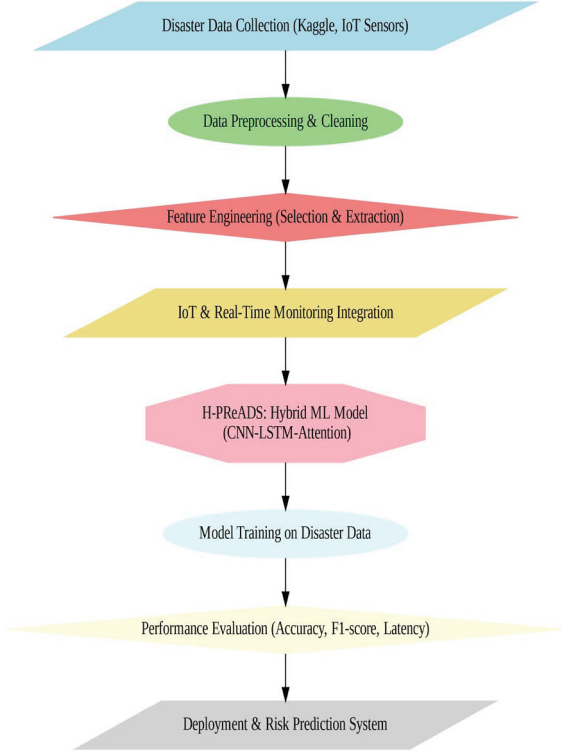 Disaster Data Collection (Kaggle, IoT Sensors)
Data Preprocessing & Cleaning
Feature Engineering (Selection & Extraction)
IoT & Real-Time Monitoring Integration
H-PReADS: Hybrid ML Model
(CNN-LSTM-Attention)
Model Training on Disaster Data
Performance Evaluation (Accuracy, F1-score, Latency)
Deployment & Risk Prediction System